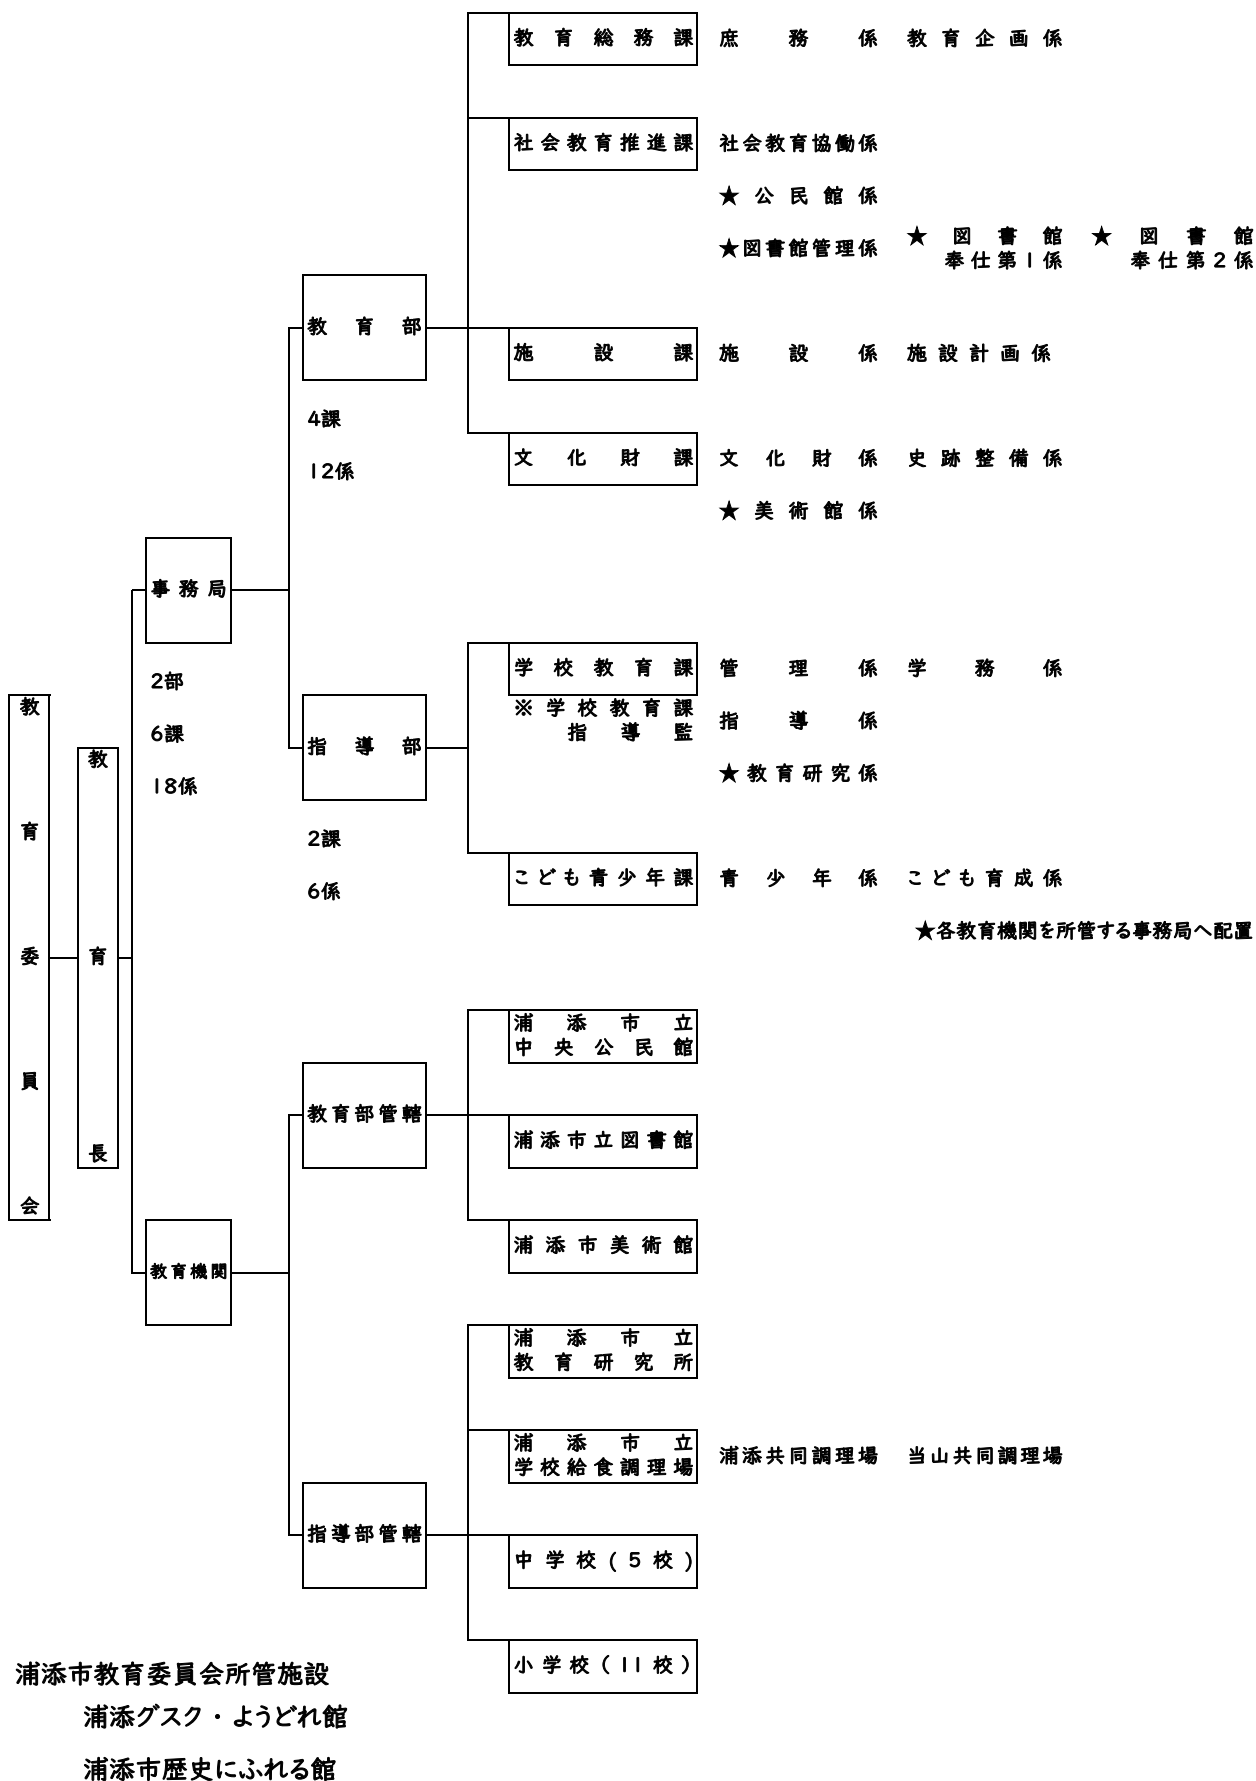 教育総務課 庶務係 教育企画係
社会教育推進課 社会教育協働係
★公民館係
★図書館管理係 ★図書館奉仕第1係 ★図書館奉仕第2係
教育部
施設課 施設係 施設計画係
4課
12係
文化財課 文化財係 史跡整備係
★美術館係
事務局
2部
6課
18係
学校教育課 管理係 学務係
※学校教育課
指導監
指導係
★教育研究係
指導部
2課
6係
こども青少年課 青少年係 こども育成係
★各教育機関を所管する事務局へ配置
教育委員会
教育長
浦添市立
中央公民館
教育部管轄
浦添市立図書館
浦添市美術館
教育機関
浦添市立
教育研究所
浦添市立
学校給食調理場
浦添共同調理場 当山共同調理場
指導部管轄
中学校(5校)
小学校(11校)
浦添市教育委員会所管施設
浦添グスク・ようどれ館
浦添市歴史にふれる館